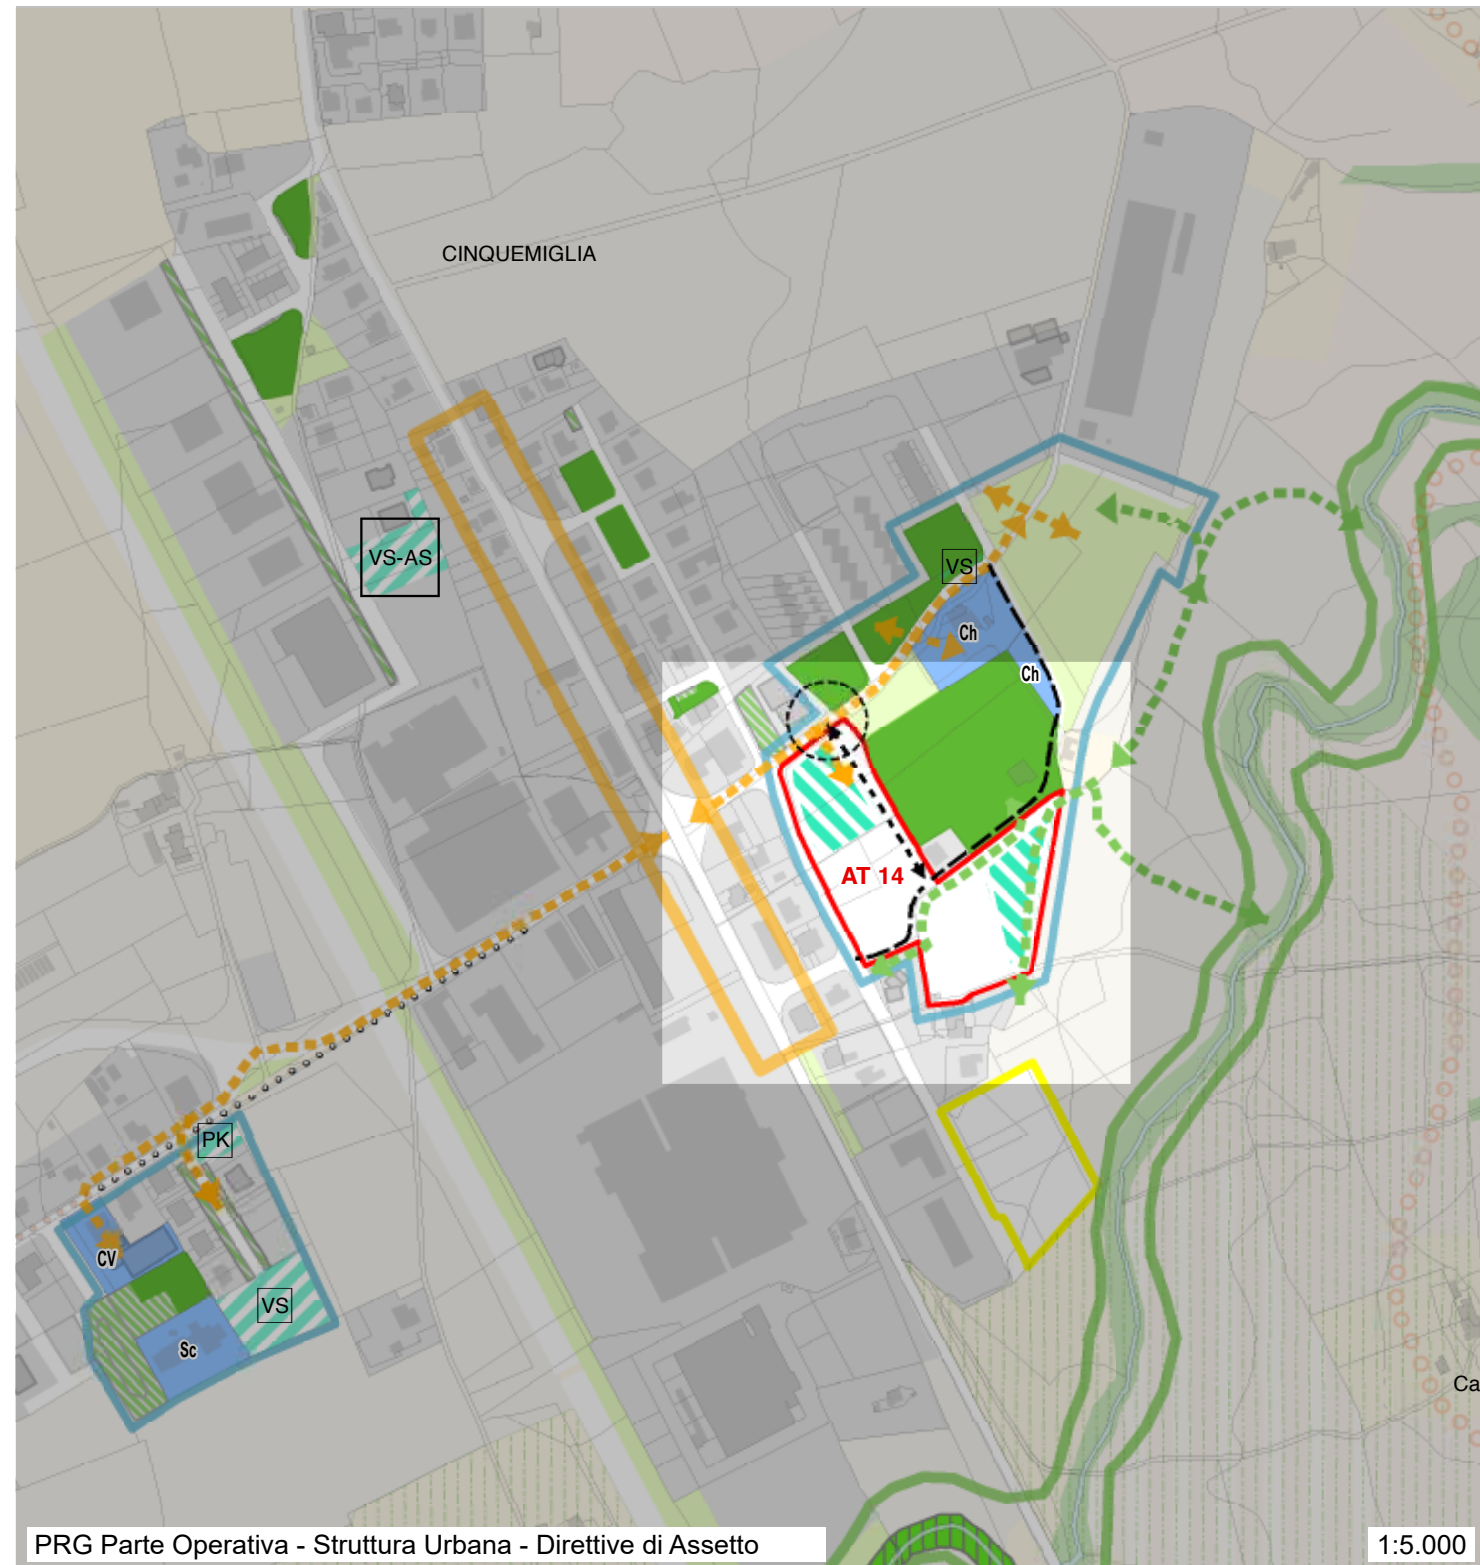 CINQUEMIGLIA
VS-AS
VS
Ch
Ch
AT 14
PK
CV
VS
Sc
Ca
PRG Parte Operativa - Struttura Urbana - Direttive di Assetto
1:5.000